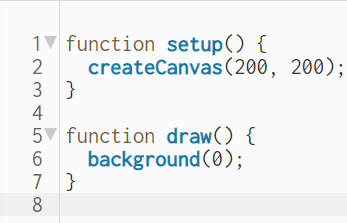 1 function setup() {
2   createCanvas(200, 200);
3 }
4
5 function draw() {
6   background(0);
7 }
8